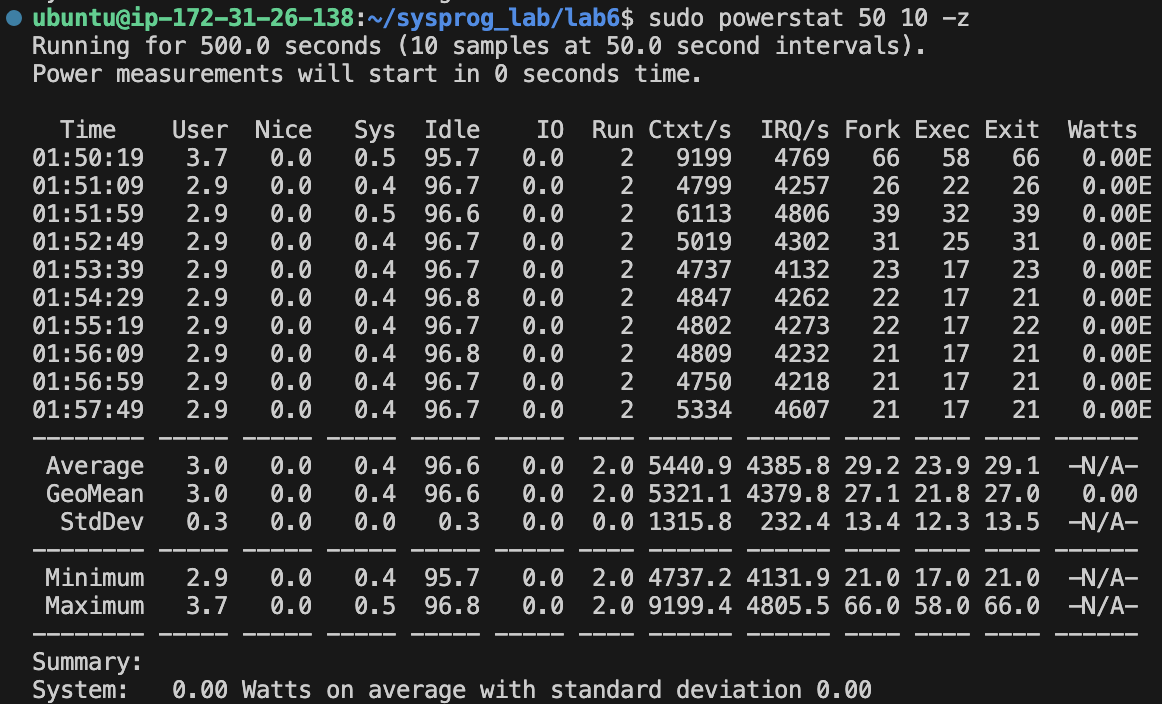 ubuntu@ip-172-31-26-138:~/sysprog_lab/lab6$ sudo powerstat 50 10 -z
Running for 500.0 seconds (10 samples at 50.0 second intervals).
Power measurements will start in 0 seconds time.
Time User Nice Sys Idle IO Run Ctxt/s IRQ/s Fork Exec Exit Watts
01:50:19 3.7 0.0 0.5 95.7 0.0 2 9199 4769 66 58 66 0.00E
01:51:09 2.9 0.0 0.4 96.7 0.0 2 4799 4257 26 22 26 0.00E
01:51:59 2.9 0.0 0.5 96.6 0.0 2 6113 4806 39 32 39 0.00E
01:52:49 2.9 0.0 0.4 96.7 0.0 2 5019 4302 31 25 31 0.00E
01:53:39 2.9 0.0 0.4 96.7 0.0 2 4737 4132 23 17 23 0.00E
01:54:29 2.9 0.0 0.4 96.8 0.0 2 4847 4262 22 17 21 0.00E
01:55:19 2.9 0.0 0.4 96.7 0.0 2 4802 4273 22 17 22 0.00E
01:56:09 2.9 0.0 0.4 96.8 0.0 2 4809 4232 21 17 21 0.00E
01:56:59 2.9 0.0 0.4 96.7 0.0 2 4750 4218 21 17 21 0.00E
01:57:49 2.9 0.0 0.4 96.7 0.0 2 5334 4607 21 17 21 0.00E
-------- ----- ----- ----- ----- ----- ---- ------ ------ ---- ---- ---- ------
Average 3.0 0.0 0.4 96.6 0.0 2.0 5440.9 4385.8 29.2 23.9 29.1 -N/A-
GeoMean 3.0 0.0 0.4 96.6 0.0 2.0 5321.1 4379.8 27.1 21.8 27.0 0.00
StdDev 0.3 0.0 0.0 0.3 0.0 0.0 1315.8 232.4 13.4 12.3 13.5 -N/A-
-------- ----- ----- ----- ----- ----- ---- ------ ------ ---- ---- ---- ------
Minimum 2.9 0.0 0.4 95.7 0.0 2.0 4737.2 4131.9 21.0 17.0 21.0 -N/A-
Maximum 3.7 0.0 0.5 96.8 0.0 2.0 9199.4 4805.5 66.0 58.0 66.0 -N/A-
-------- ----- ----- ----- ----- ----- ---- ------ ------ ---- ---- ---- ------
Summary:
System: 0.00 Watts on average with standard deviation 0.00